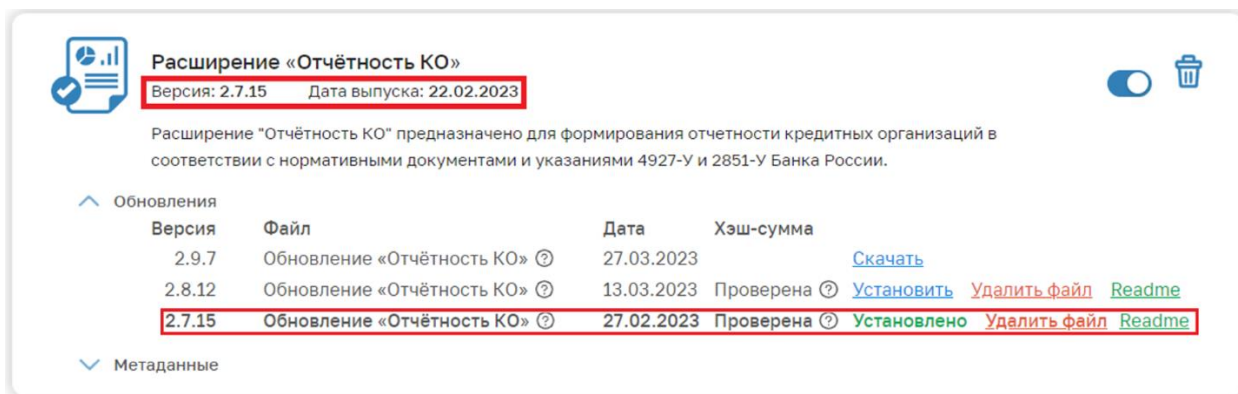 Расширение «Отчётность КО»
Версия: 2.7.15 Дата выпуска: 22.02.2023
Расширение "Отчётность КО" предназначено для формирования отчетности кредитных организаций в
соответствии с нормативными документами и указаниями 4927-У и 2851-У Банка России.
Обновления
Версия Файл Дата Хэш-сумма
2.9.7 Обновление «Отчётность КО» ? 27.03.2023 Скачать
2.8.12 Обновление «Отчётность КО» ? 13.03.2023 Проверена ? Установить Удалить файл Readme
2.7.15 Обновление «Отчётность КО» ? 27.02.2023 Проверена ? Установлено Удалить файл Readme
Метаданные